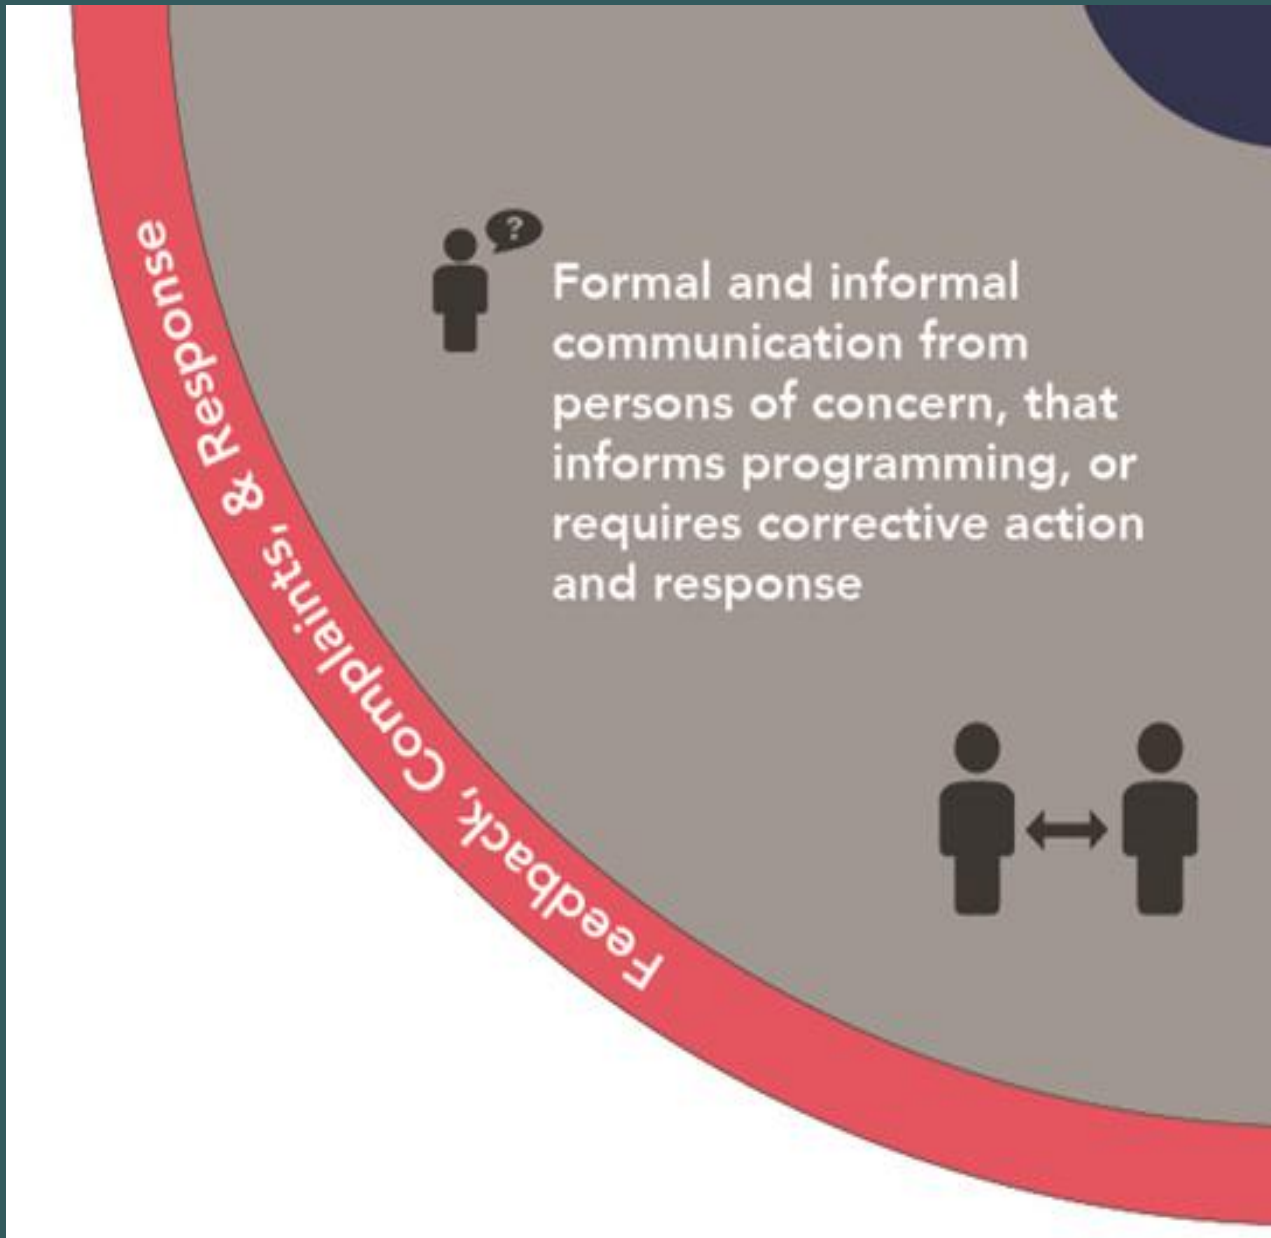 Feedback, Complaints, & Response
?
Formal and informal
communication from
persons of concern, that
informs programming, or
requires corrective action
and response